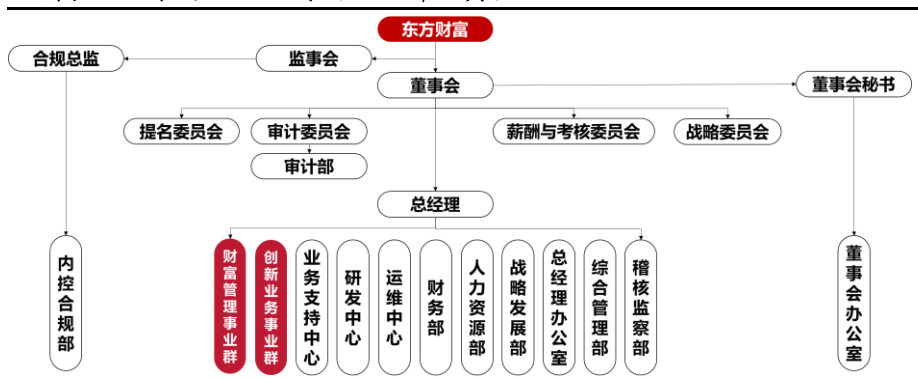 东方财富
合规总监
监事会
董事会
董事会秘书
提名委员会
审计委员会
薪酬与考核委员会
战略委员会
审计部
总经理
内控合规部
财富管理事业群
创新业务事业群
业务支持中心
研发中心
运维中心
财务部
人力资源部
战略发展部
总经理办公室
综合管理部
稽核监察部
董事会办公室